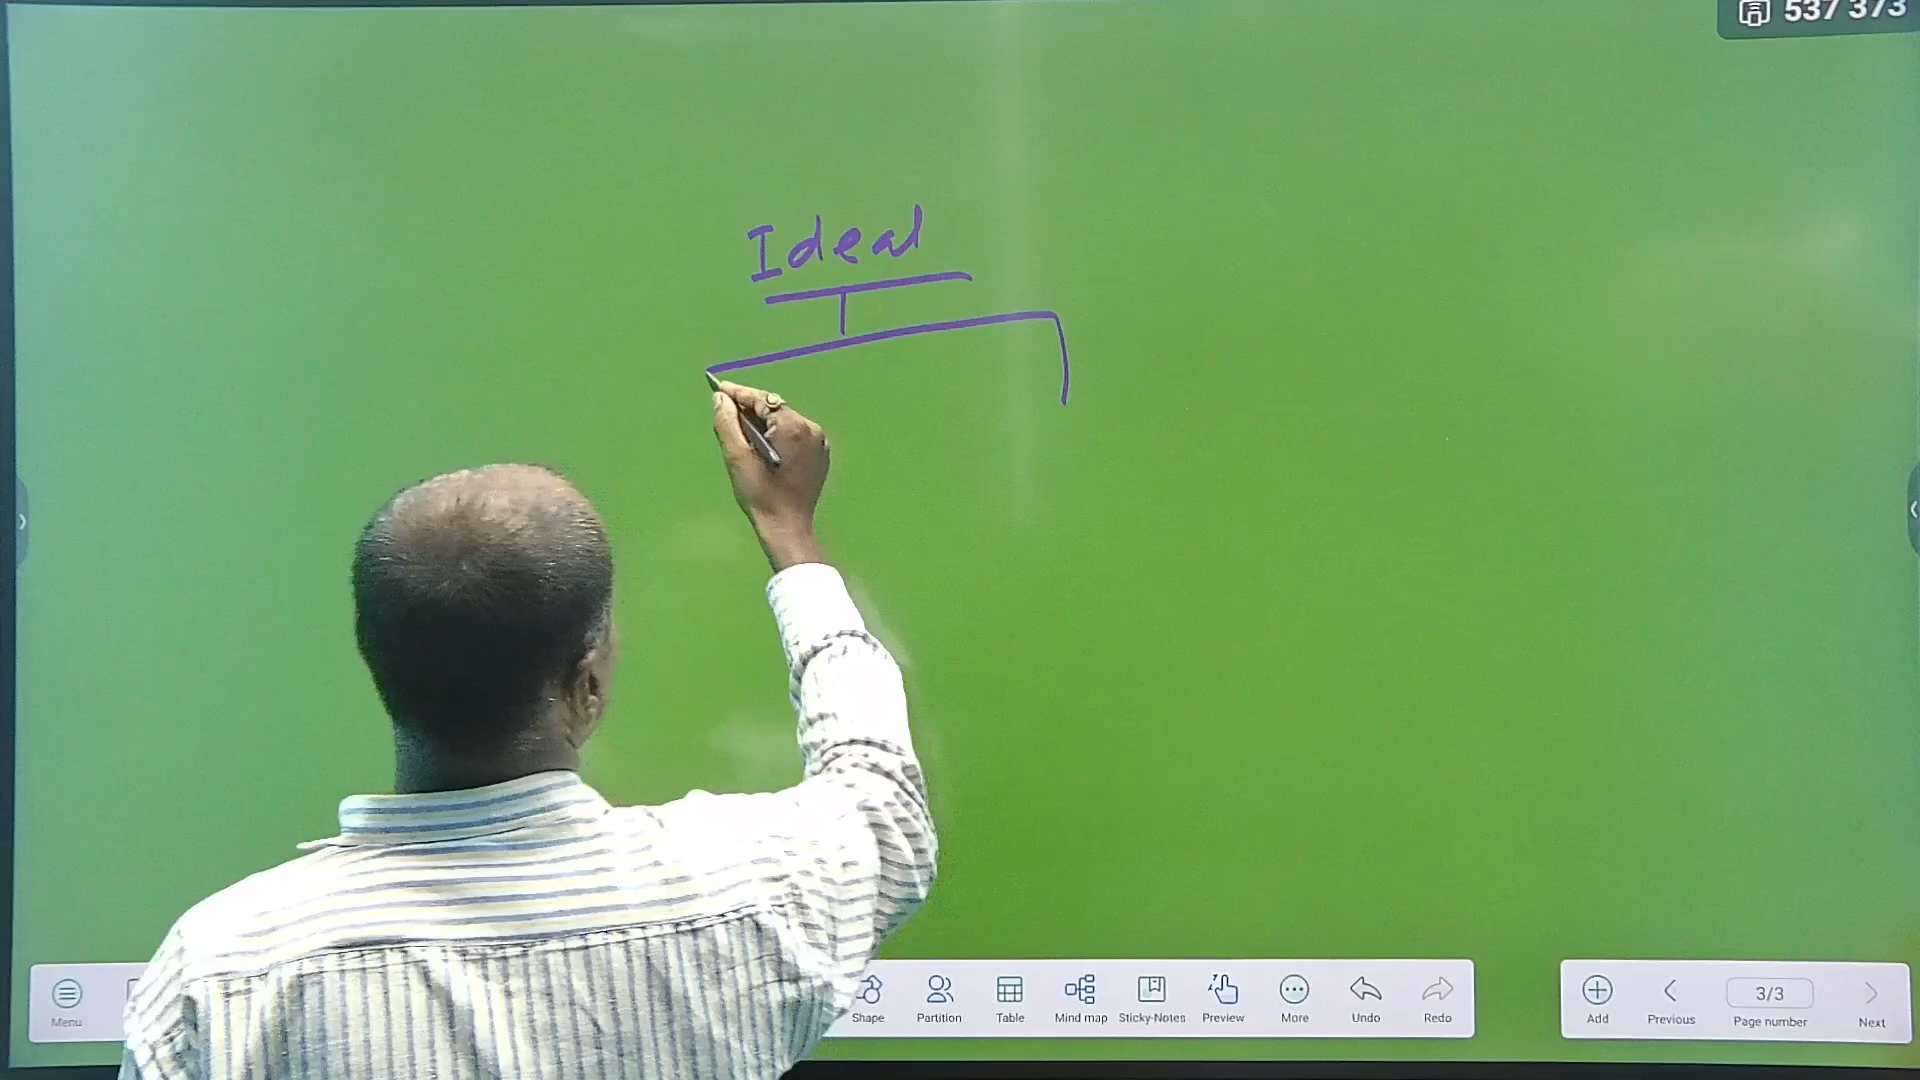 537 373
Ideal
Menu
Shape
Partition
Table
Mind map
Sticky-Notes
Preview
More
Undo
Redo
Add
Previous
3/3
Page number
Next